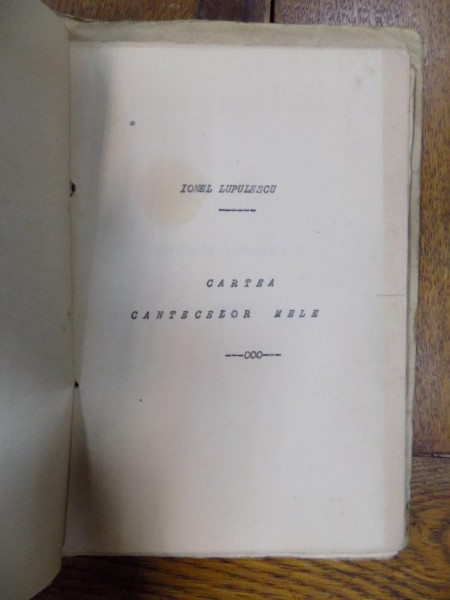 IONEL LUPULESCU
-------
CARTEA
CANTECELOR MELE
---000---